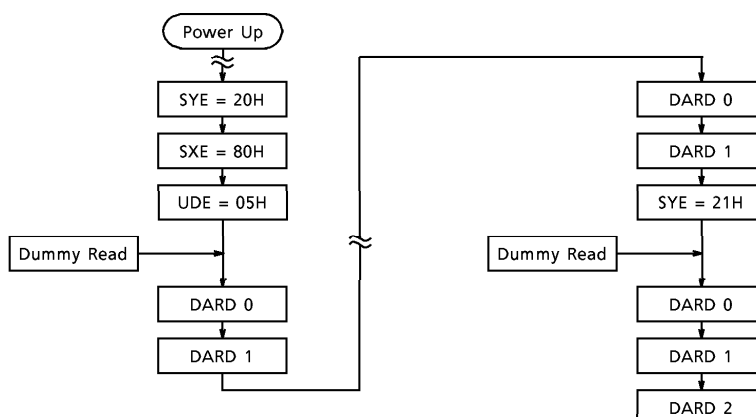 Power Up
SYE = 20H
SXE = 80H
UDE = 05H
Dummy Read
DARD 0
DARD 1
DARD 0
DARD 1
SYE = 21H
Dummy Read
DARD 0
DARD 1
DARD 2